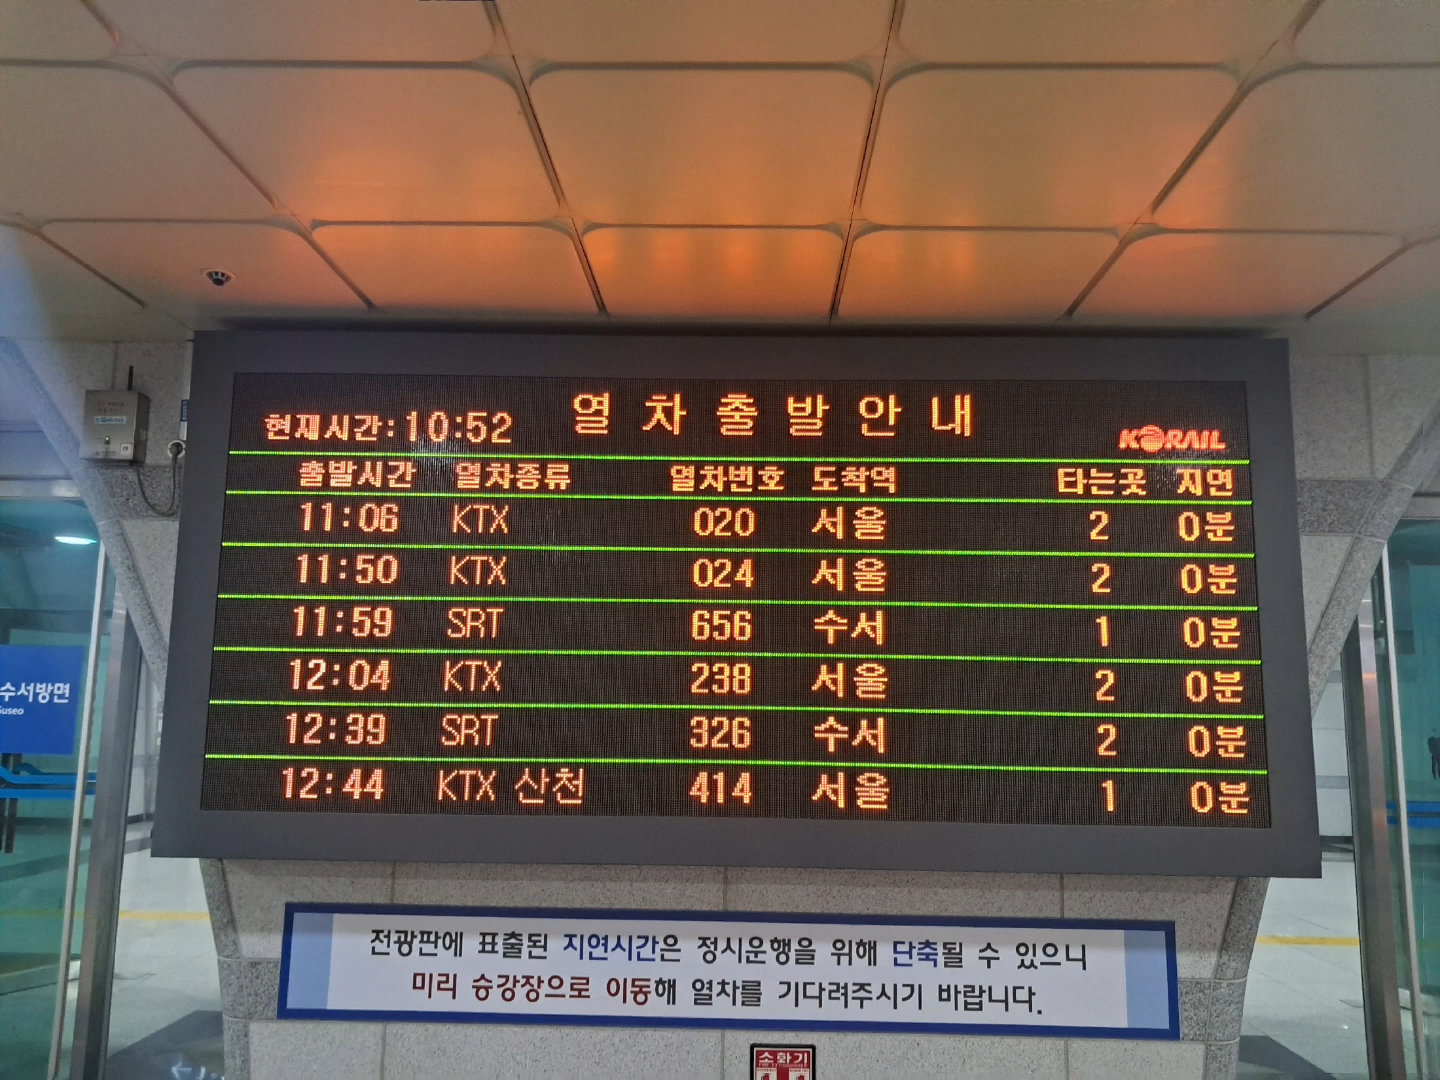 현재시간:10:52 열차출발안내 KORAIL
출발시간 열차종류 열차번호 도착역 타는곳 지연
11:06 KTX 020 서울 2 0분
11:50 KTX 024 서울 2 0분
11:59 SRT 656 수서 1 0분
12:04 KTX 238 서울 2 0분
12:39 SRT 326 수서 2 0분
12:44 KTX 산천 414 서울 1 0분
수서방면
Suseo
전광판에 표출된 지연시간은 정시운행을 위해 단축될 수 있으니
미리 승강장으로 이동해 열차를 기다려주시기 바랍니다.
소화기